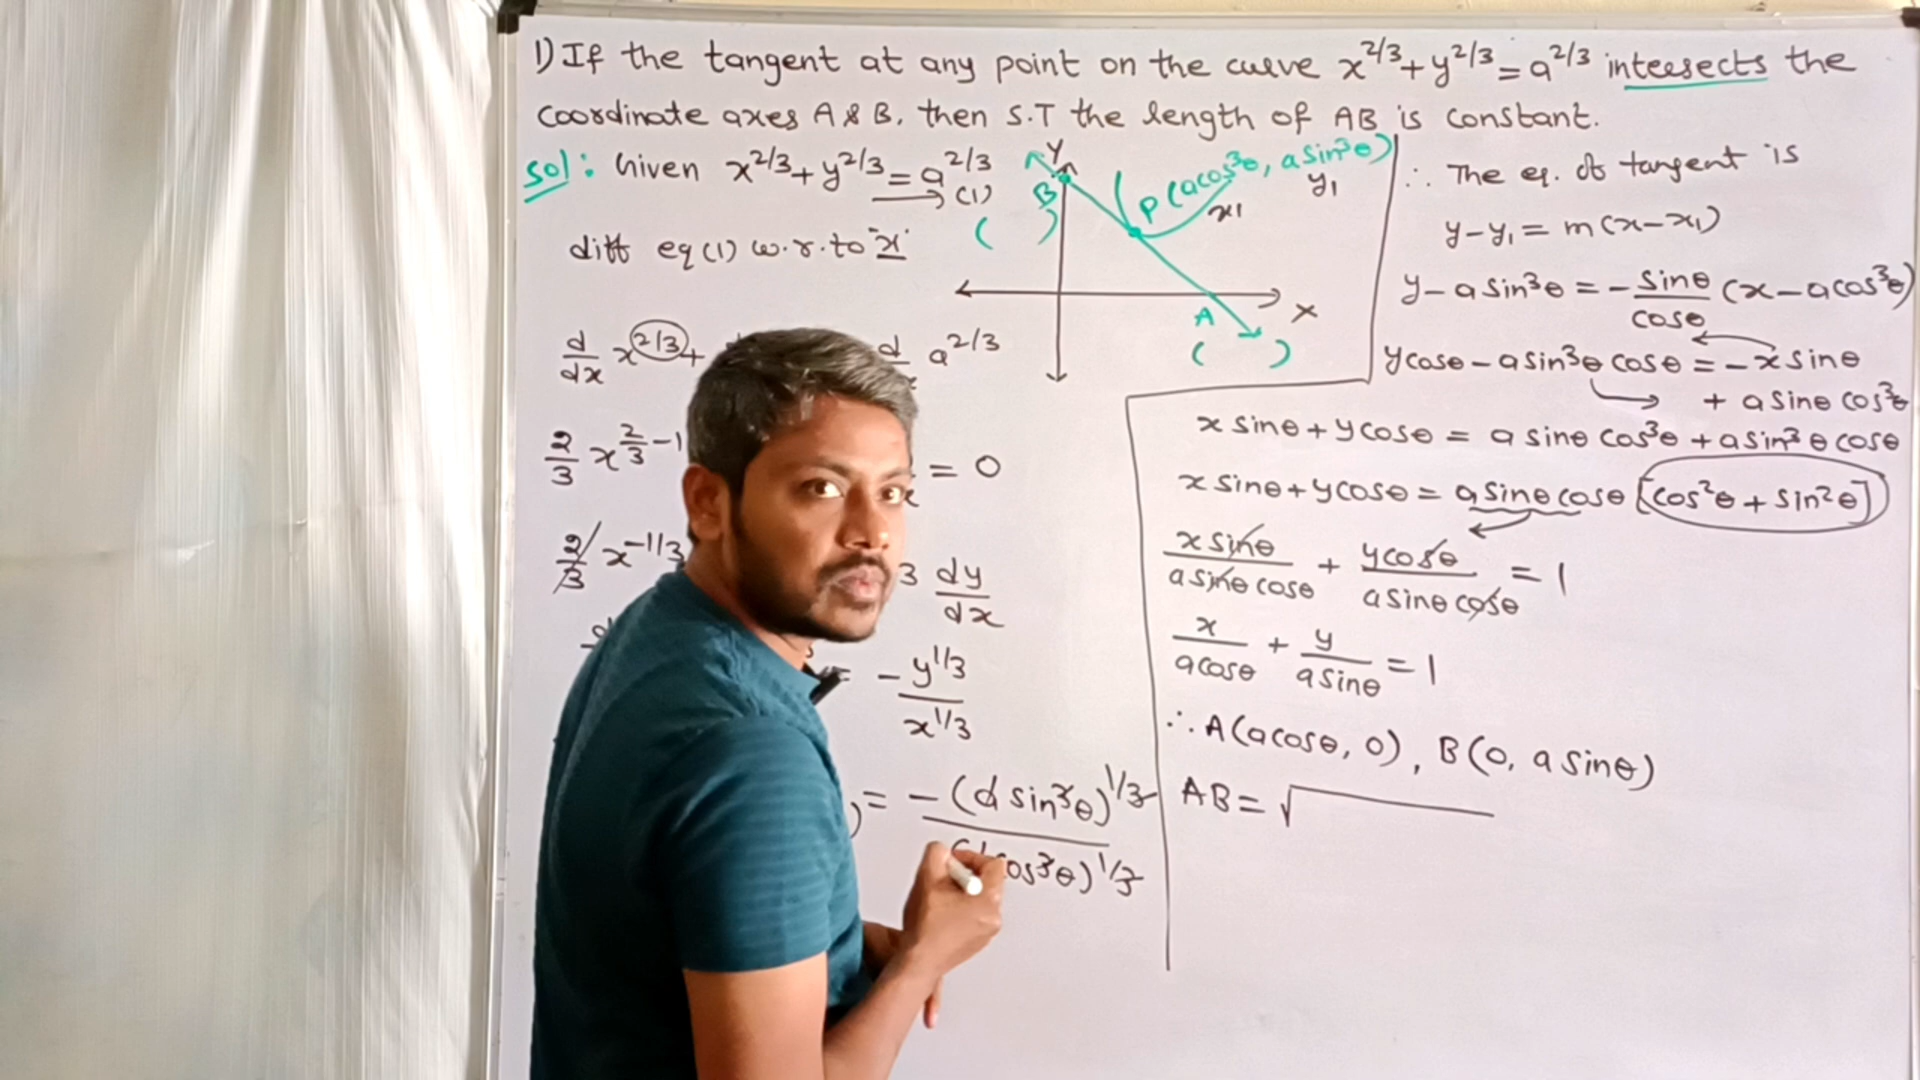 1) If the tangent at any point on the curve x^2/3 + y^2/3 = a^2/3 intersects the
coordinate axes A & B. then S.T the length of AB is constant.
Sol: Given x^2/3 + y^2/3 = a^2/3
→ (1)
diff eq (1) w.r.to "x"
d/dx x^2/3 + d a^2/3
2/3 x^(2/3 - 1) = 0
2/3 x^-1/3 3 dy/dx
= - y^1/3 / x^1/3
) = - (a sin³θ)^1/3 / (a cos³θ)^1/3
Y
B
( )
P (a cos³θ, a sin³θ)
x1 y1
X
A
( )
∴ The eq. of tangent is
y - y1 = m (x - x1)
y - a sin³θ = - sinθ/cosθ (x - a cos³θ)
y cosθ - a sin³θ cosθ = - x sinθ
+ a sinθ cos³θ
x sinθ + y cosθ = a sinθ cos³θ + a sin³θ cosθ
x sinθ + y cosθ = a sinθ cosθ [cos²θ + sin²θ]
x sinθ / a sinθ cosθ + y cosθ / a sinθ cosθ = 1
x / a cosθ + y / a sinθ = 1
∴ A (a cosθ, 0), B (0, a sinθ)
AB = √